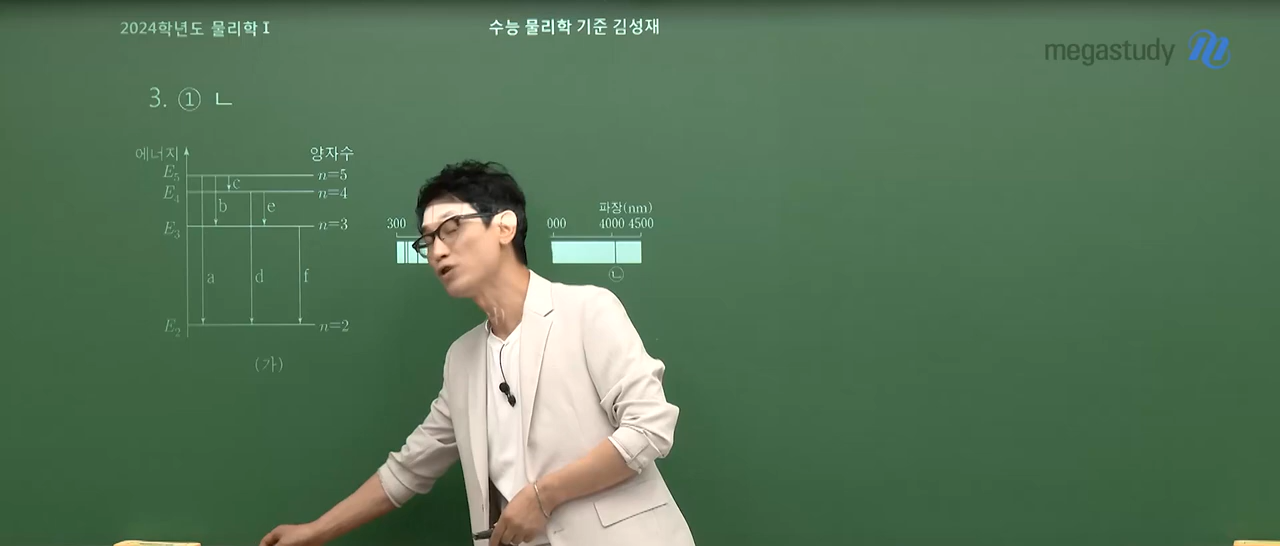 2024학년도 물리학 I
수능 물리학 기준 김성재
megastudy
3. ① ㄴ
에너지
양자수
E₅
n=5
c
E₄
n=4
b
e
E₃
n=3
a
d
f
E₂
n=2
(가)
파장(nm)
300
000
4000 4500
㉡